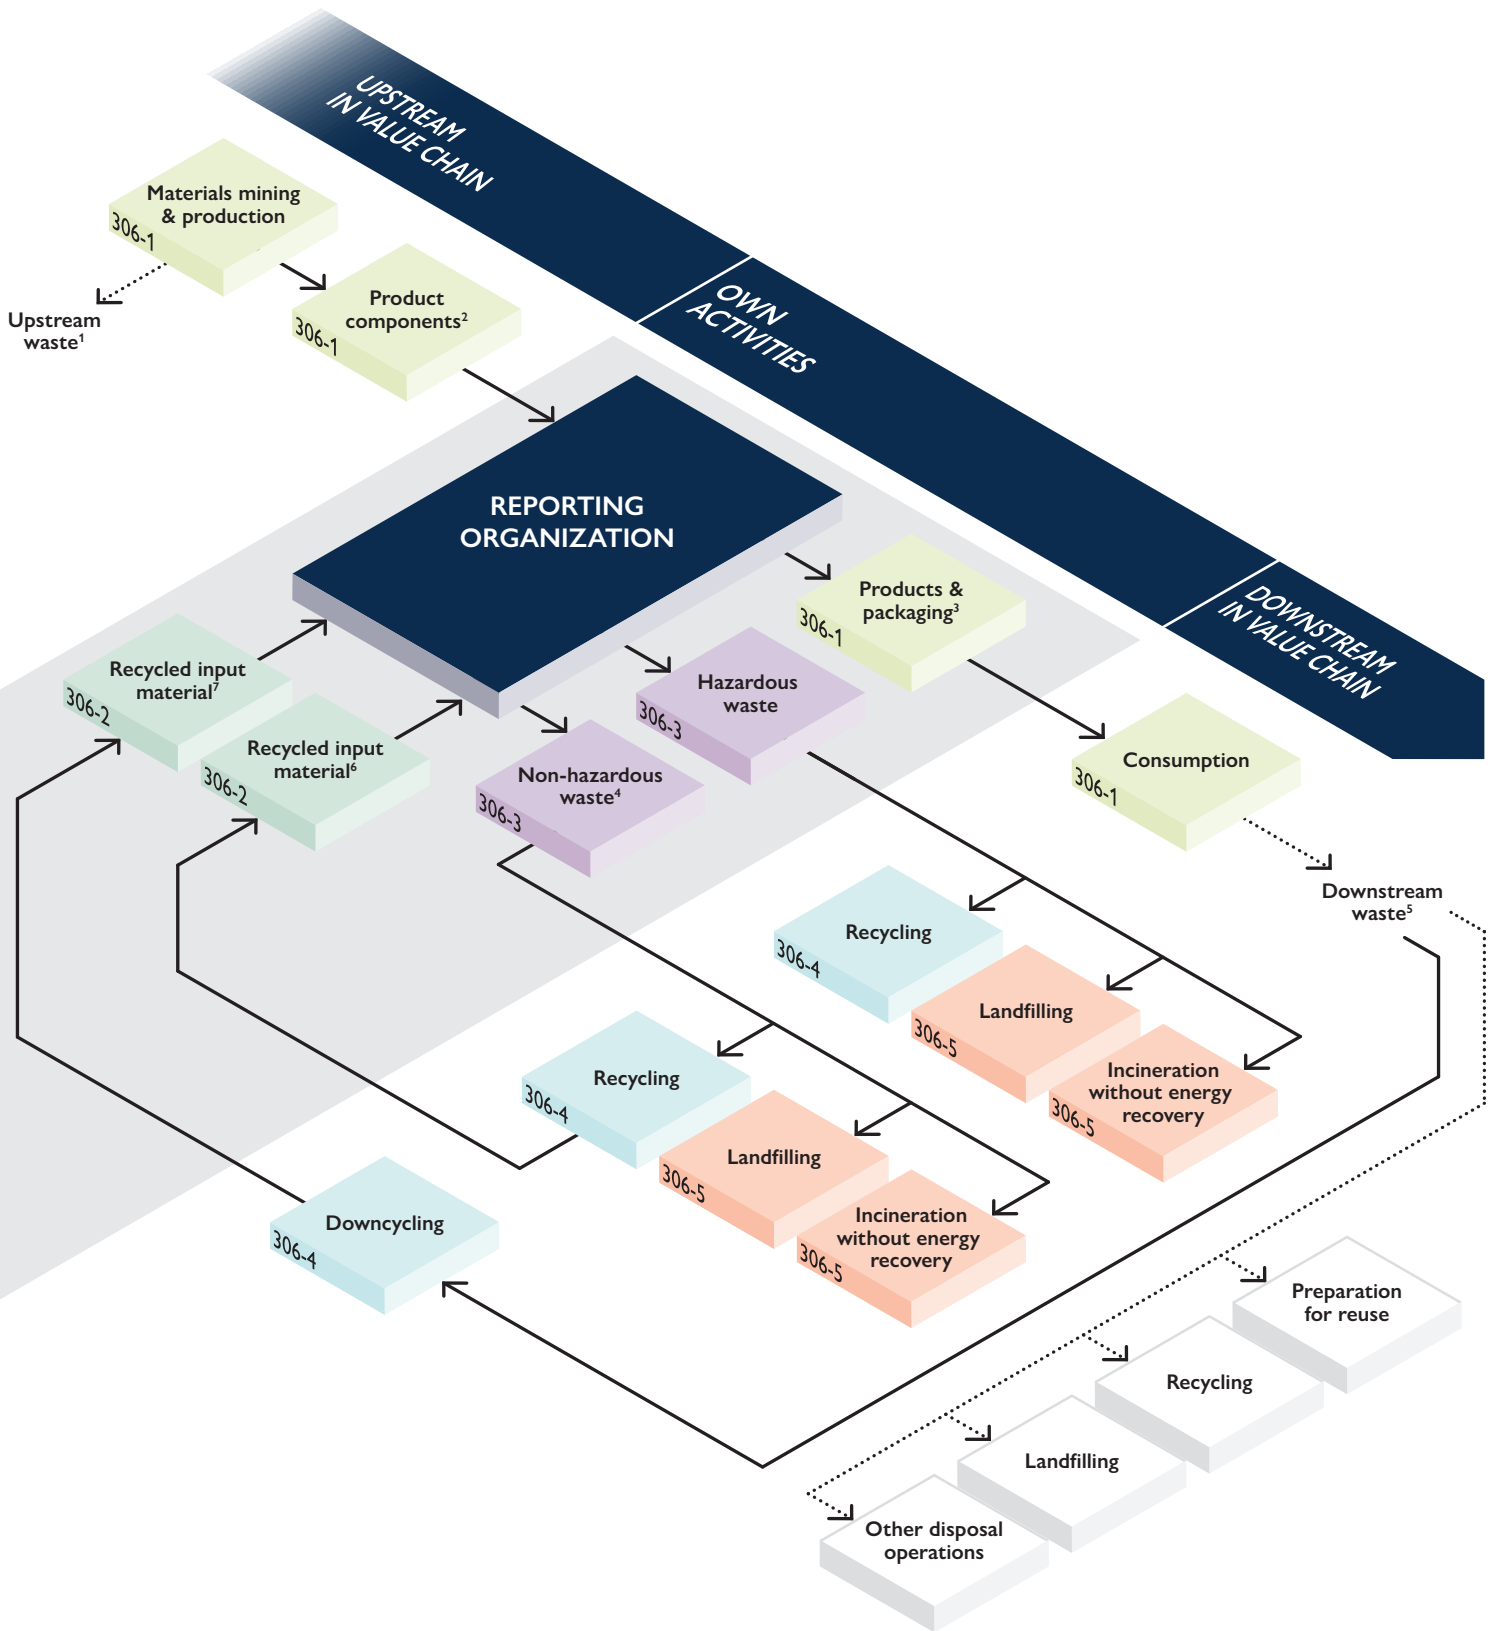 UPSTREAM
IN VALUE CHAIN
OWN
ACTIVITIES
DOWNSTREAM
IN VALUE CHAIN
Materials mining
& production
306-1
Upstream
waste¹
Product
components²
306-1
REPORTING
ORGANIZATION
Products &
packaging³
306-1
Recycled input
material⁷
306-2
Recycled input
material⁶
306-2
Hazardous
waste
306-3
Non-hazardous
waste⁴
306-3
Consumption
306-1
Downstream
waste⁵
Recycling
306-4
Landfilling
306-5
Incineration
without energy
recovery
306-5
Recycling
306-4
Landfilling
306-5
Incineration
without energy
recovery
306-5
Downcycling
306-4
Preparation
for reuse
Recycling
Landfilling
Other disposal
operations